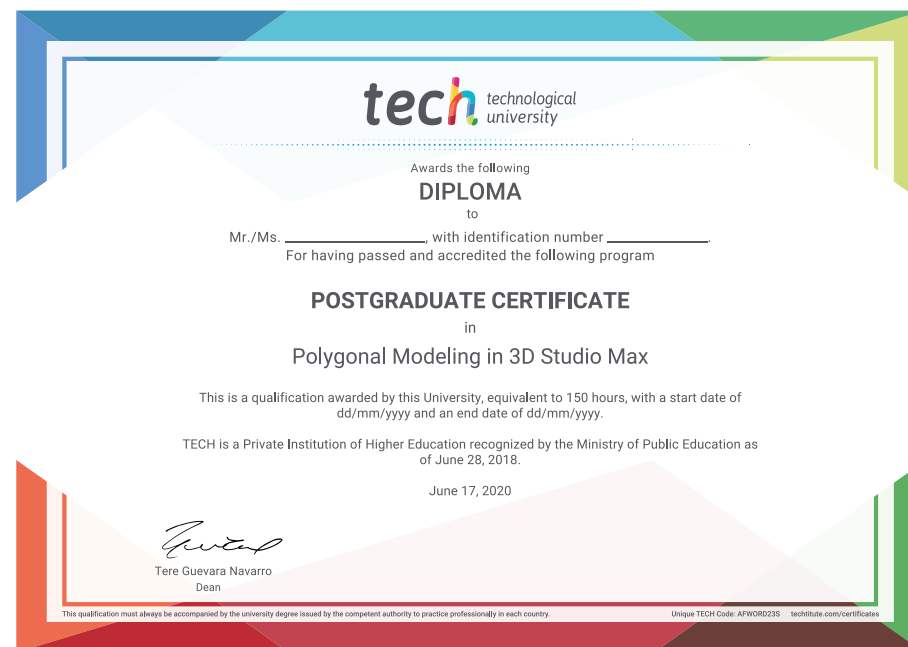 tech technological
university
Awards the following
DIPLOMA
to
Mr./Ms. ____________________, with identification number ______________.
For having passed and accredited the following program
POSTGRADUATE CERTIFICATE
in
Polygonal Modeling in 3D Studio Max
This is a qualification awarded by this University, equivalent to 150 hours, with a start date of
dd/mm/yyyy and an end date of dd/mm/yyyy.
TECH is a Private Institution of Higher Education recognized by the Ministry of Public Education as
of June 28, 2018.
June 17, 2020
Tere Guevara Navarro
Dean
This qualification must always be accompanied by the university degree issued by the competent authority to practice professionally in each country. Unique TECH Code: AFWORD23S techtitute.com/certificates